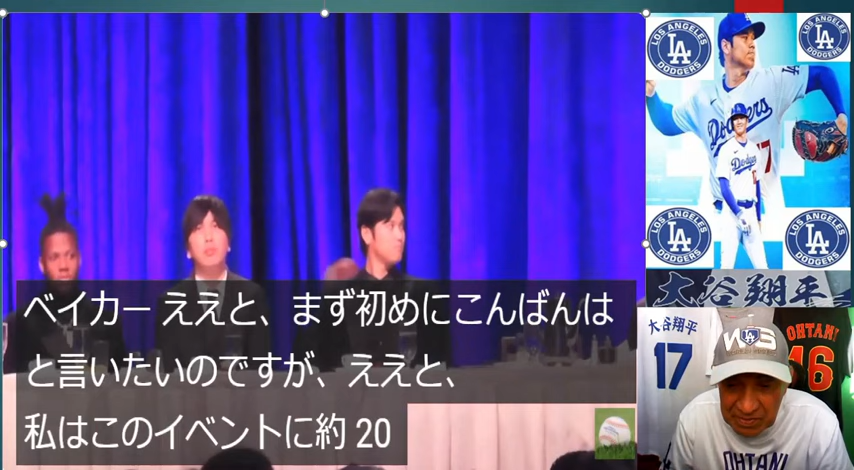 ベイカー ええと、まず初めにこんばんは
と言いたいのですが、ええと、
私はこのイベントに約 20
LOS ANGELES
LA
DODGERS
LOS ANGELES
LA
DODGERS
Dodgers
17
LOS ANGELES
LA
DODGERS
LOS ANGELES
LA
DODGERS
大谷翔平
大谷翔平
17
OHTANI
16
WS
LA
OHTANI